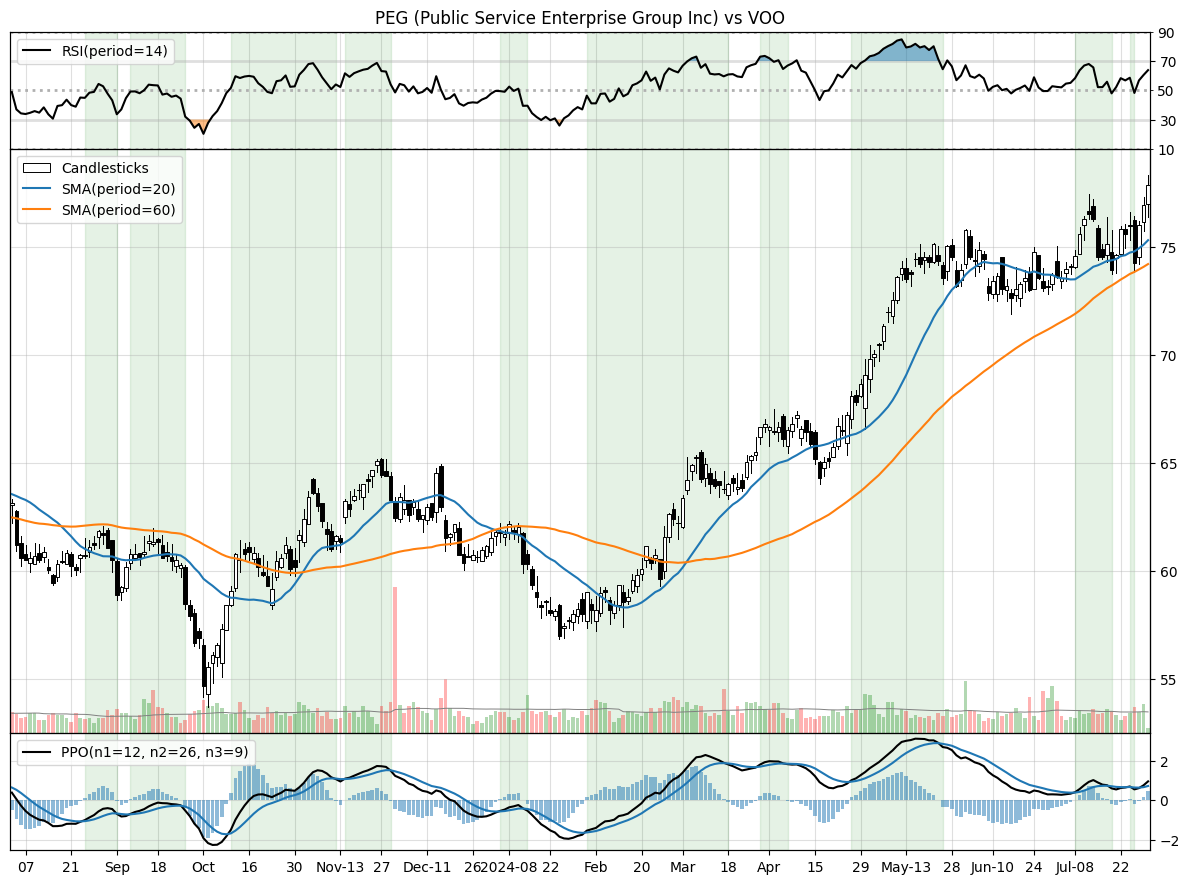 PEG (Public Service Enterprise Group Inc) vs VOO
RSI(period=14)
90
70
50
30
10
Candlesticks
SMA(period=20)
SMA(period=60)
75
70
65
60
55
PPO(n1=12, n2=26, n3=9)
2
0
−2
07 21 Sep 18 Oct 16 30 Nov-13 27 Dec-11 26 2024-08 22 Feb 20 Mar 18 Apr 15 29 May-13 28 Jun-10 24 Jul-08 22